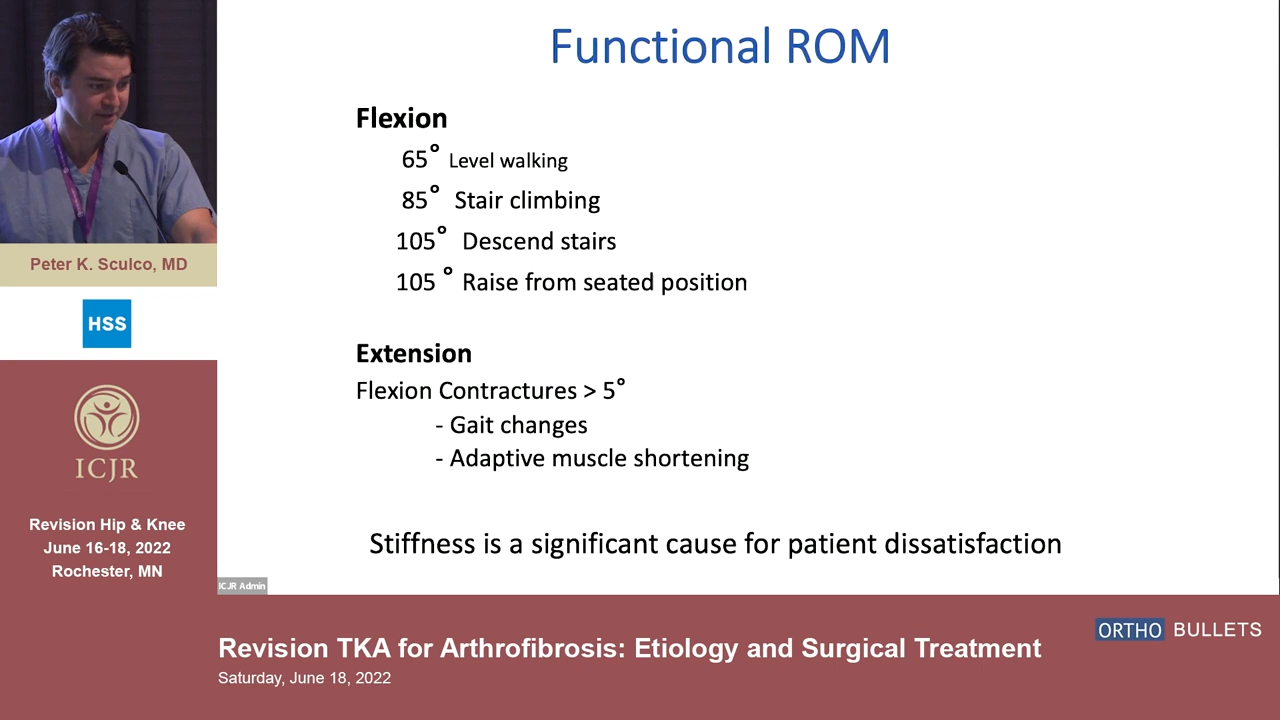 Functional ROM
Flexion
65° Level walking
85° Stair climbing
105° Descend stairs
105 ° Raise from seated position
Extension
Flexion Contractures > 5°
- Gait changes
- Adaptive muscle shortening
Stiffness is a significant cause for patient dissatisfaction
Peter K. Sculco, MD
HSS
ICJR
Revision Hip & Knee
June 16-18, 2022
Rochester, MN
ICJR Admin
Revision TKA for Arthrofibrosis: Etiology and Surgical Treatment
Saturday, June 18, 2022
ORTHO BULLETS